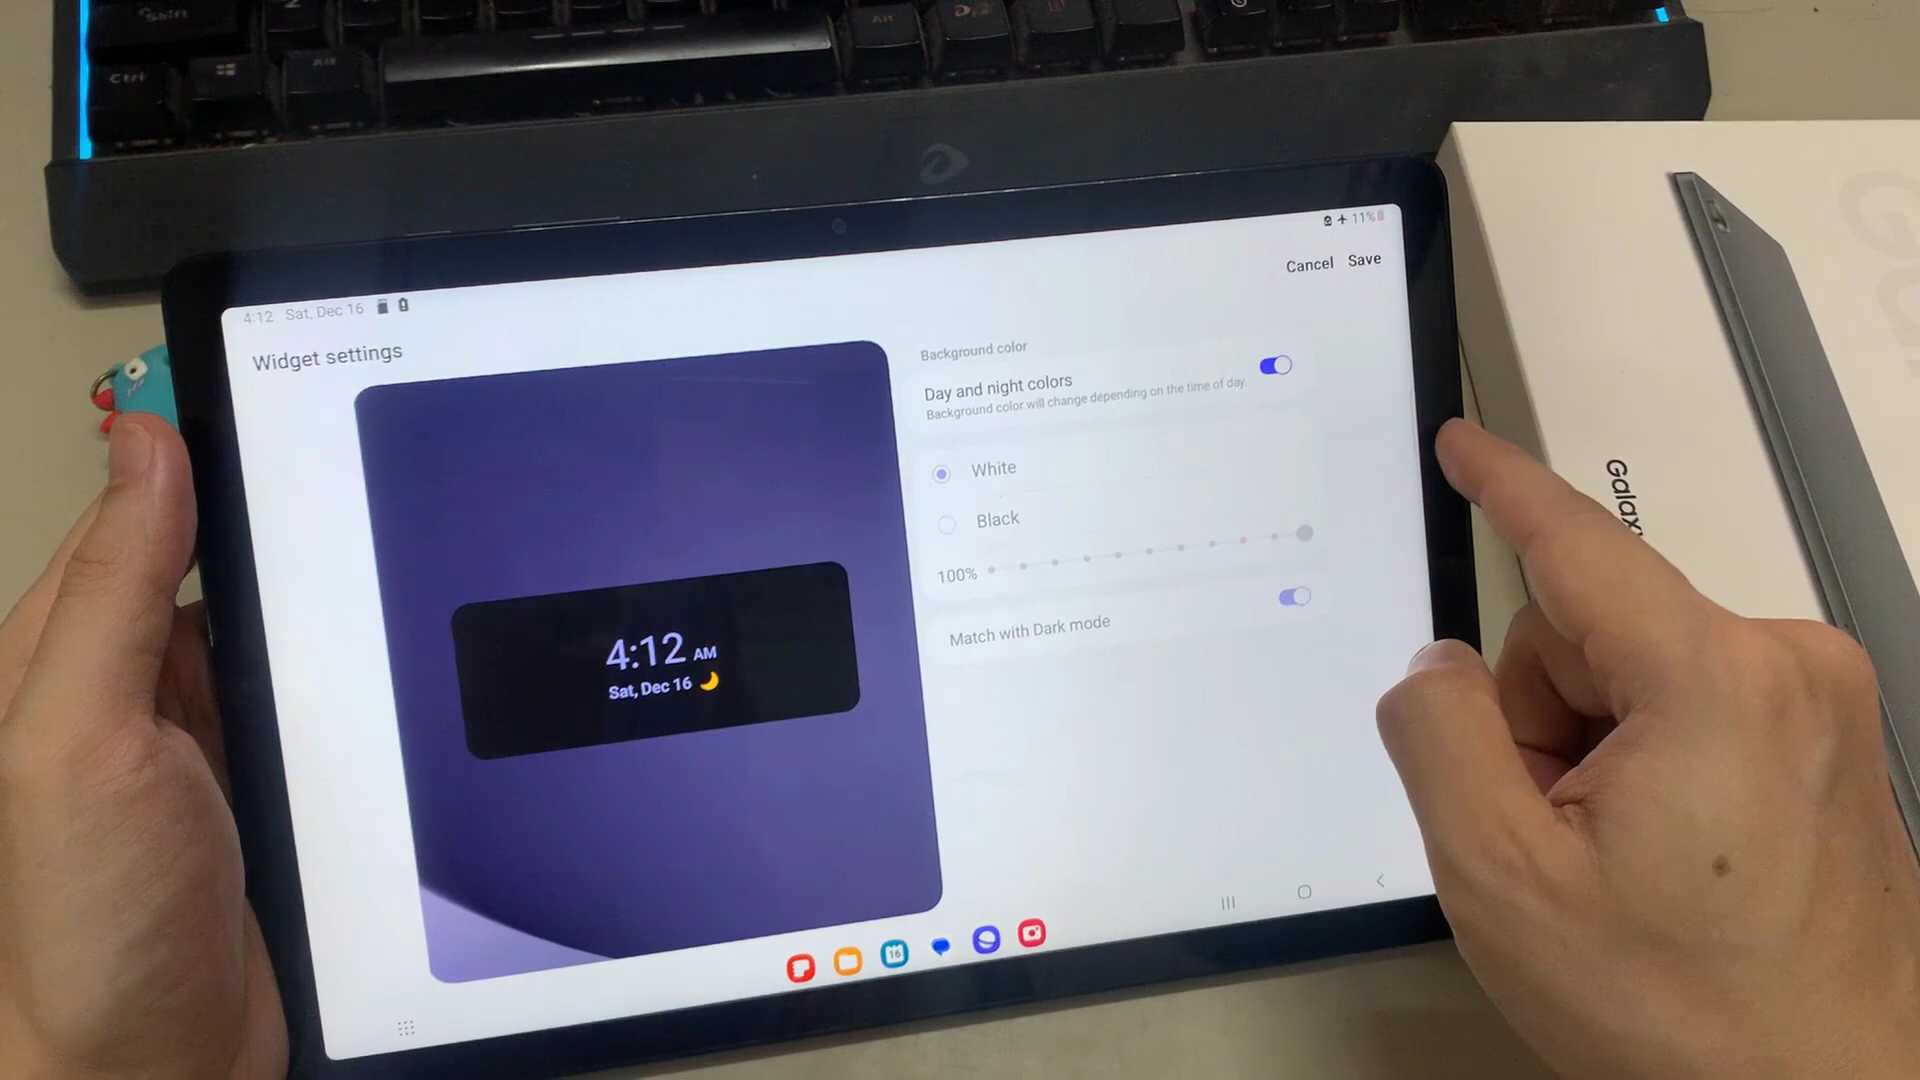 Shift
Ctrl
Alt
Alt
11%
Cancel Save
4:12 Sat, Dec 16
Widget settings
Background color
Day and night colors
Background color will change depending on the time of day.
White
Black
100%
Match with Dark mode
4:12 AM
Sat, Dec 16
16
Galax